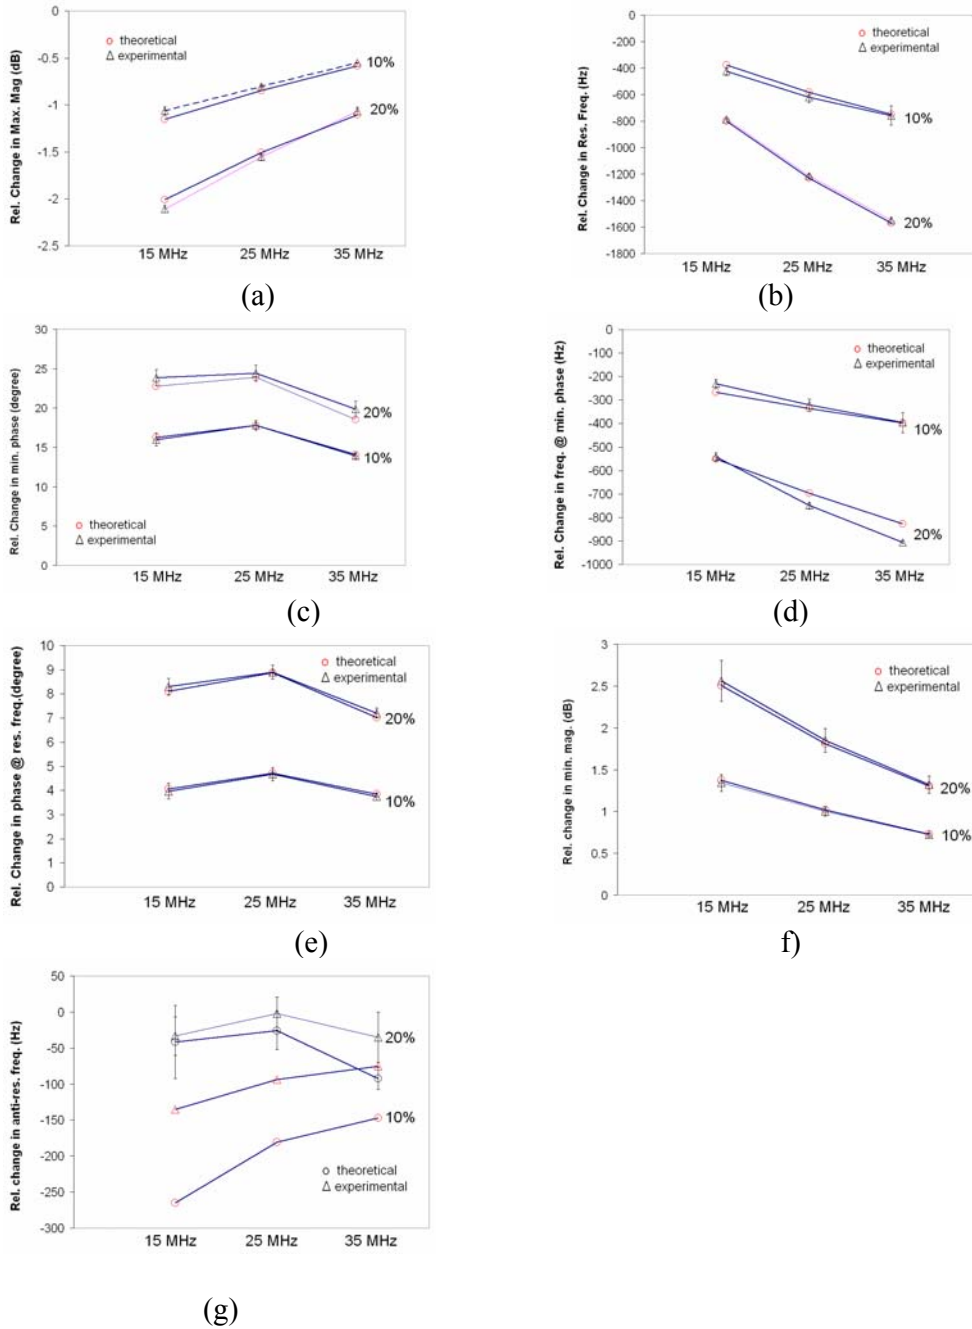 Rel. Change in Max. Mag (dB)
0
-0.5
-1
-1.5
-2
-2.5
theoretical
experimental
10%
20%
15 MHz 25 MHz 35 MHz
(a)
Rel. Change in Res. Freq. (Hz)
0
-200
-400
-600
-800
-1000
-1200
-1400
-1600
-1800
theoretical
experimental
10%
20%
15 MHz 25 MHz 35 MHz
(b)
Rel. Change in min. phase (degree)
30
25
20
15
10
5
0
20%
10%
theoretical
experimental
15 MHz 25 MHz 35 MHz
(c)
Rel. Change in freq. @ min. phase (Hz)
0
-100
-200
-300
-400
-500
-600
-700
-800
-900
-1000
theoretical
experimental
10%
20%
15 MHz 25 MHz 35 MHz
(d)
Rel. Change in phase @ res. freq.(degree)
10
9
8
7
6
5
4
3
2
1
0
theoretical
experimental
20%
10%
15 MHz 25 MHz 35 MHz
(e)
Rel. change in min. mag. (dB)
3
2.5
2
1.5
1
0.5
0
theoretical
experimental
20%
10%
15 MHz 25 MHz 35 MHz
f)
Rel. change in anti-res. freq. (Hz)
50
0
-50
-100
-150
-200
-250
-300
20%
10%
theoretical
experimental
15 MHz 25 MHz 35 MHz
(g)